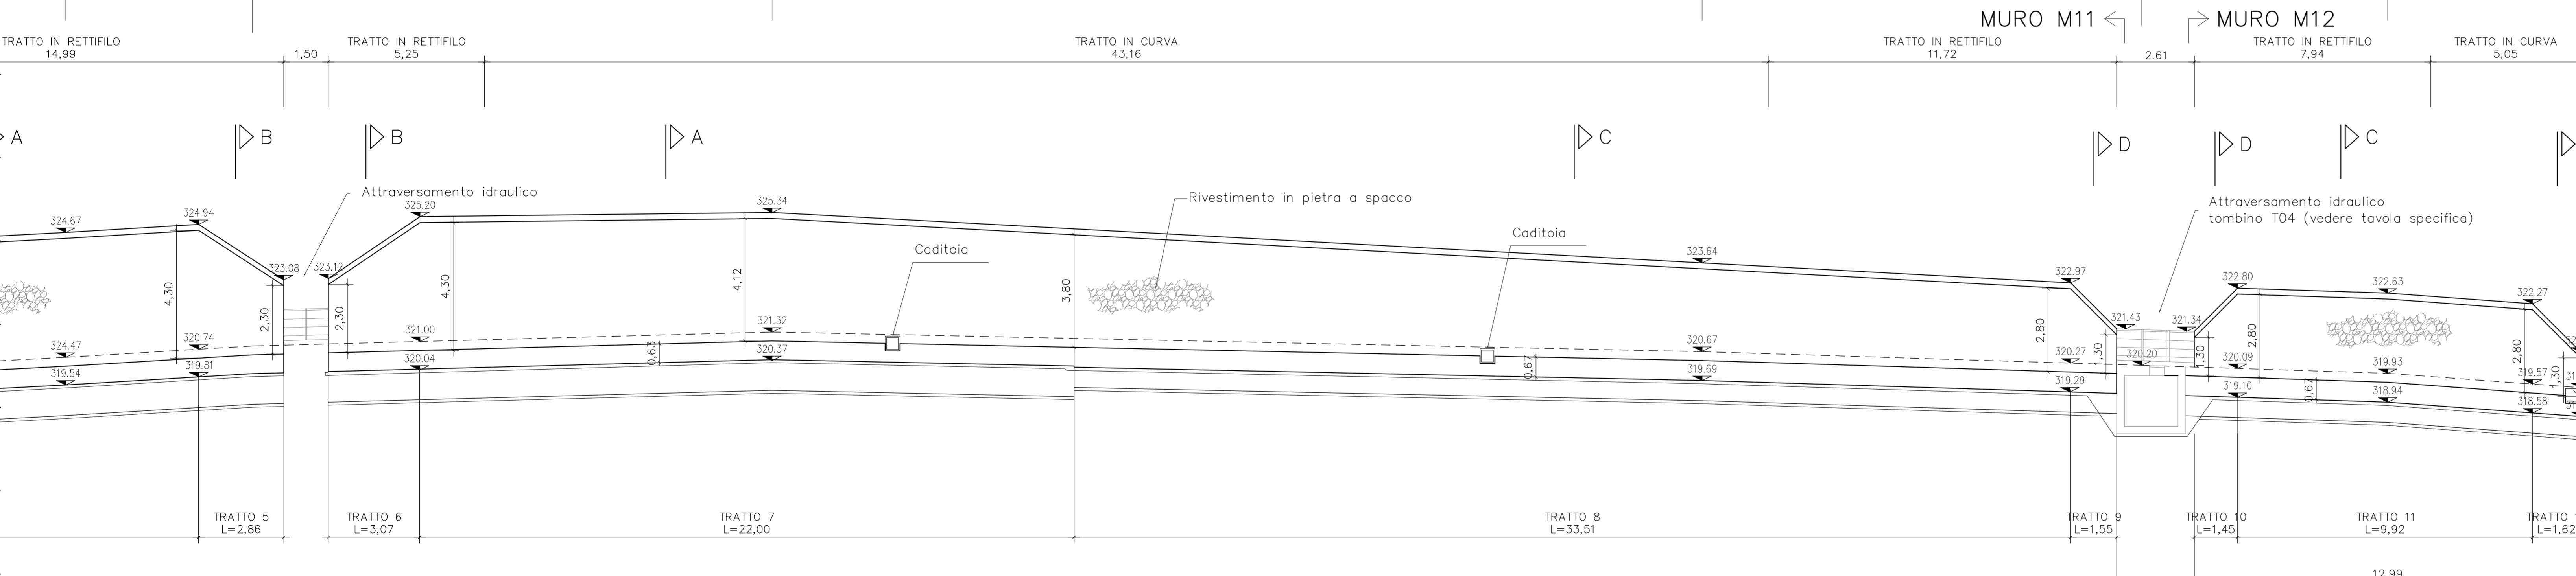 MURO M11
MURO M12
TRATTO IN RETTIFILO
14,99
1,50
TRATTO IN RETTIFILO
5,25
TRATTO IN CURVA
43,16
TRATTO IN RETTIFILO
11,72
2.61
TRATTO IN RETTIFILO
7,94
TRATTO IN CURVA
5,05
A
B
B
A
C
D
D
C
Attraversamento idraulico
Rivestimento in pietra a spacco
Attraversamento idraulico
tombino T04 (vedere tavola specifica)
Caditoia
Caditoia
324.67
324.94
323.08
323.12
325.20
325.34
323.64
322.97
321.43
321.34
322.80
322.63
322.27
4,30
2,30
2,30
4,30
4,12
3,80
2,80
1,30
1,30
2,80
2,80
1,30
324.47
320.74
321.00
321.32
320.67
320.27
320.20
320.09
319.93
319.57
0,63
0,67
0,67
319.54
319.81
320.04
320.37
319.69
319.29
319.10
318.94
318.58
TRATTO 5
L=2,86
TRATTO 6
L=3,07
TRATTO 7
L=22,00
TRATTO 8
L=33,51
TRATTO 9
L=1,55
TRATTO 10
L=1,45
TRATTO 11
L=9,92
TRATTO
L=1,62
12,99